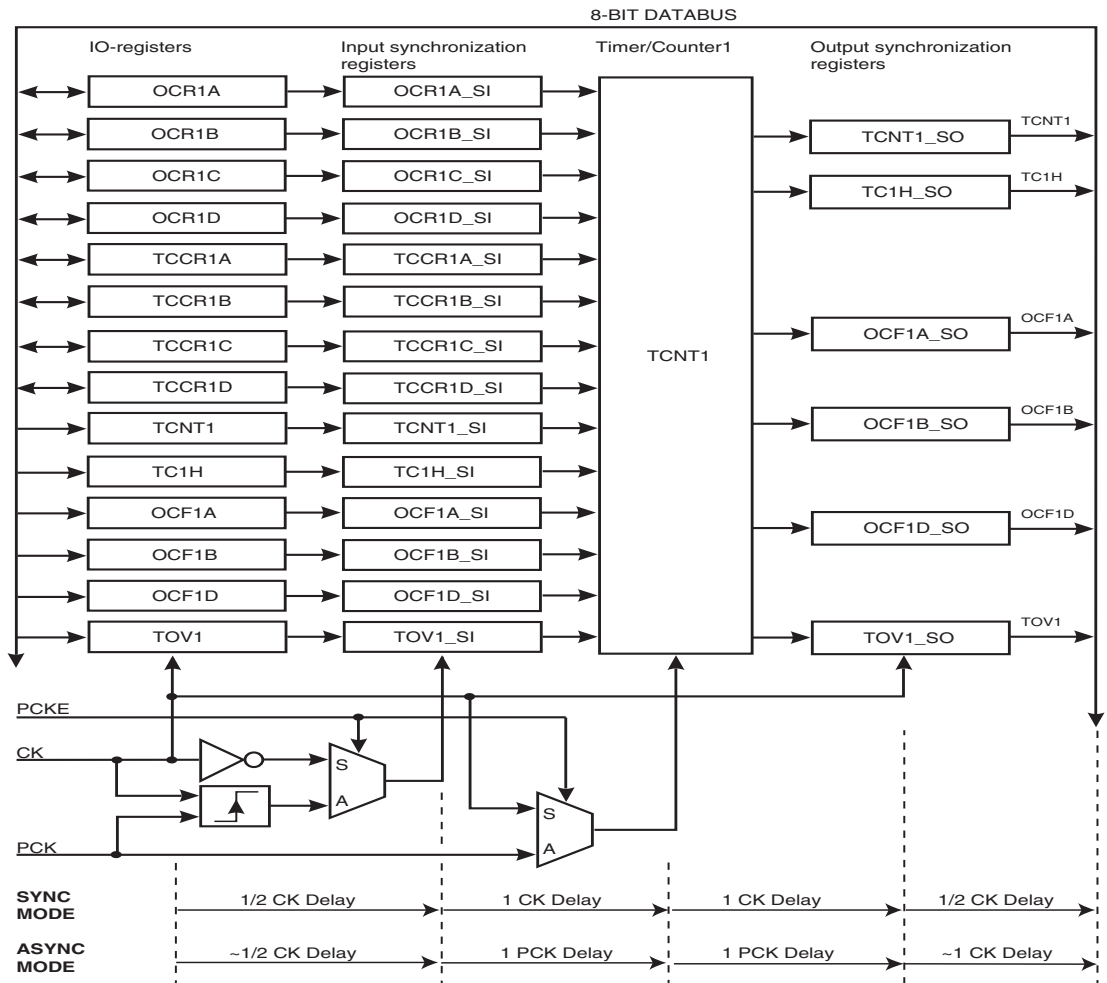 8-BIT DATABUS
IO-registers
Input synchronization
registers
Timer/Counter1
Output synchronization
registers
OCR1A
OCR1A_SI
OCR1B
OCR1B_SI
OCR1C
OCR1C_SI
OCR1D
OCR1D_SI
TCCR1A
TCCR1A_SI
TCCR1B
TCCR1B_SI
TCCR1C
TCCR1C_SI
TCCR1D
TCCR1D_SI
TCNT1
TCNT1_SI
TC1H
TC1H_SI
OCF1A
OCF1A_SI
OCF1B
OCF1B_SI
OCF1D
OCF1D_SI
TOV1
TOV1_SI
TCNT1
TCNT1_SO
TCNT1
TC1H_SO
TC1H
OCF1A_SO
OCF1A
OCF1B_SO
OCF1B
OCF1D_SO
OCF1D
TOV1_SO
TOV1
PCKE
CK
S
A
S
A
PCK
SYNC
MODE
1/2 CK Delay
1 CK Delay
1 CK Delay
1/2 CK Delay
ASYNC
MODE
~1/2 CK Delay
1 PCK Delay
1 PCK Delay
~1 CK Delay